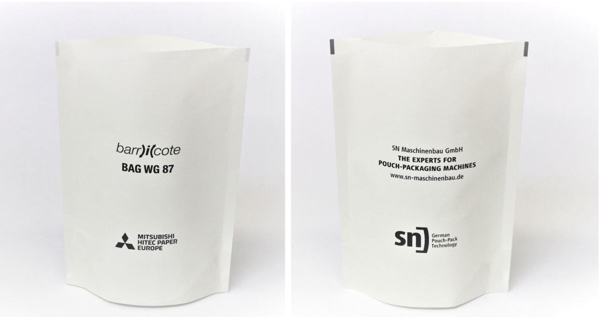 barr)i(cote
BAG WG 87
MITSUBISHI
HITEC PAPER
EUROPE
SN Maschinenbau GmbH
THE EXPERTS FOR
POUCH-PACKAGING MACHINES
www.sn-maschinenbau.de
sn)
German
Pouch-Pack
Technology